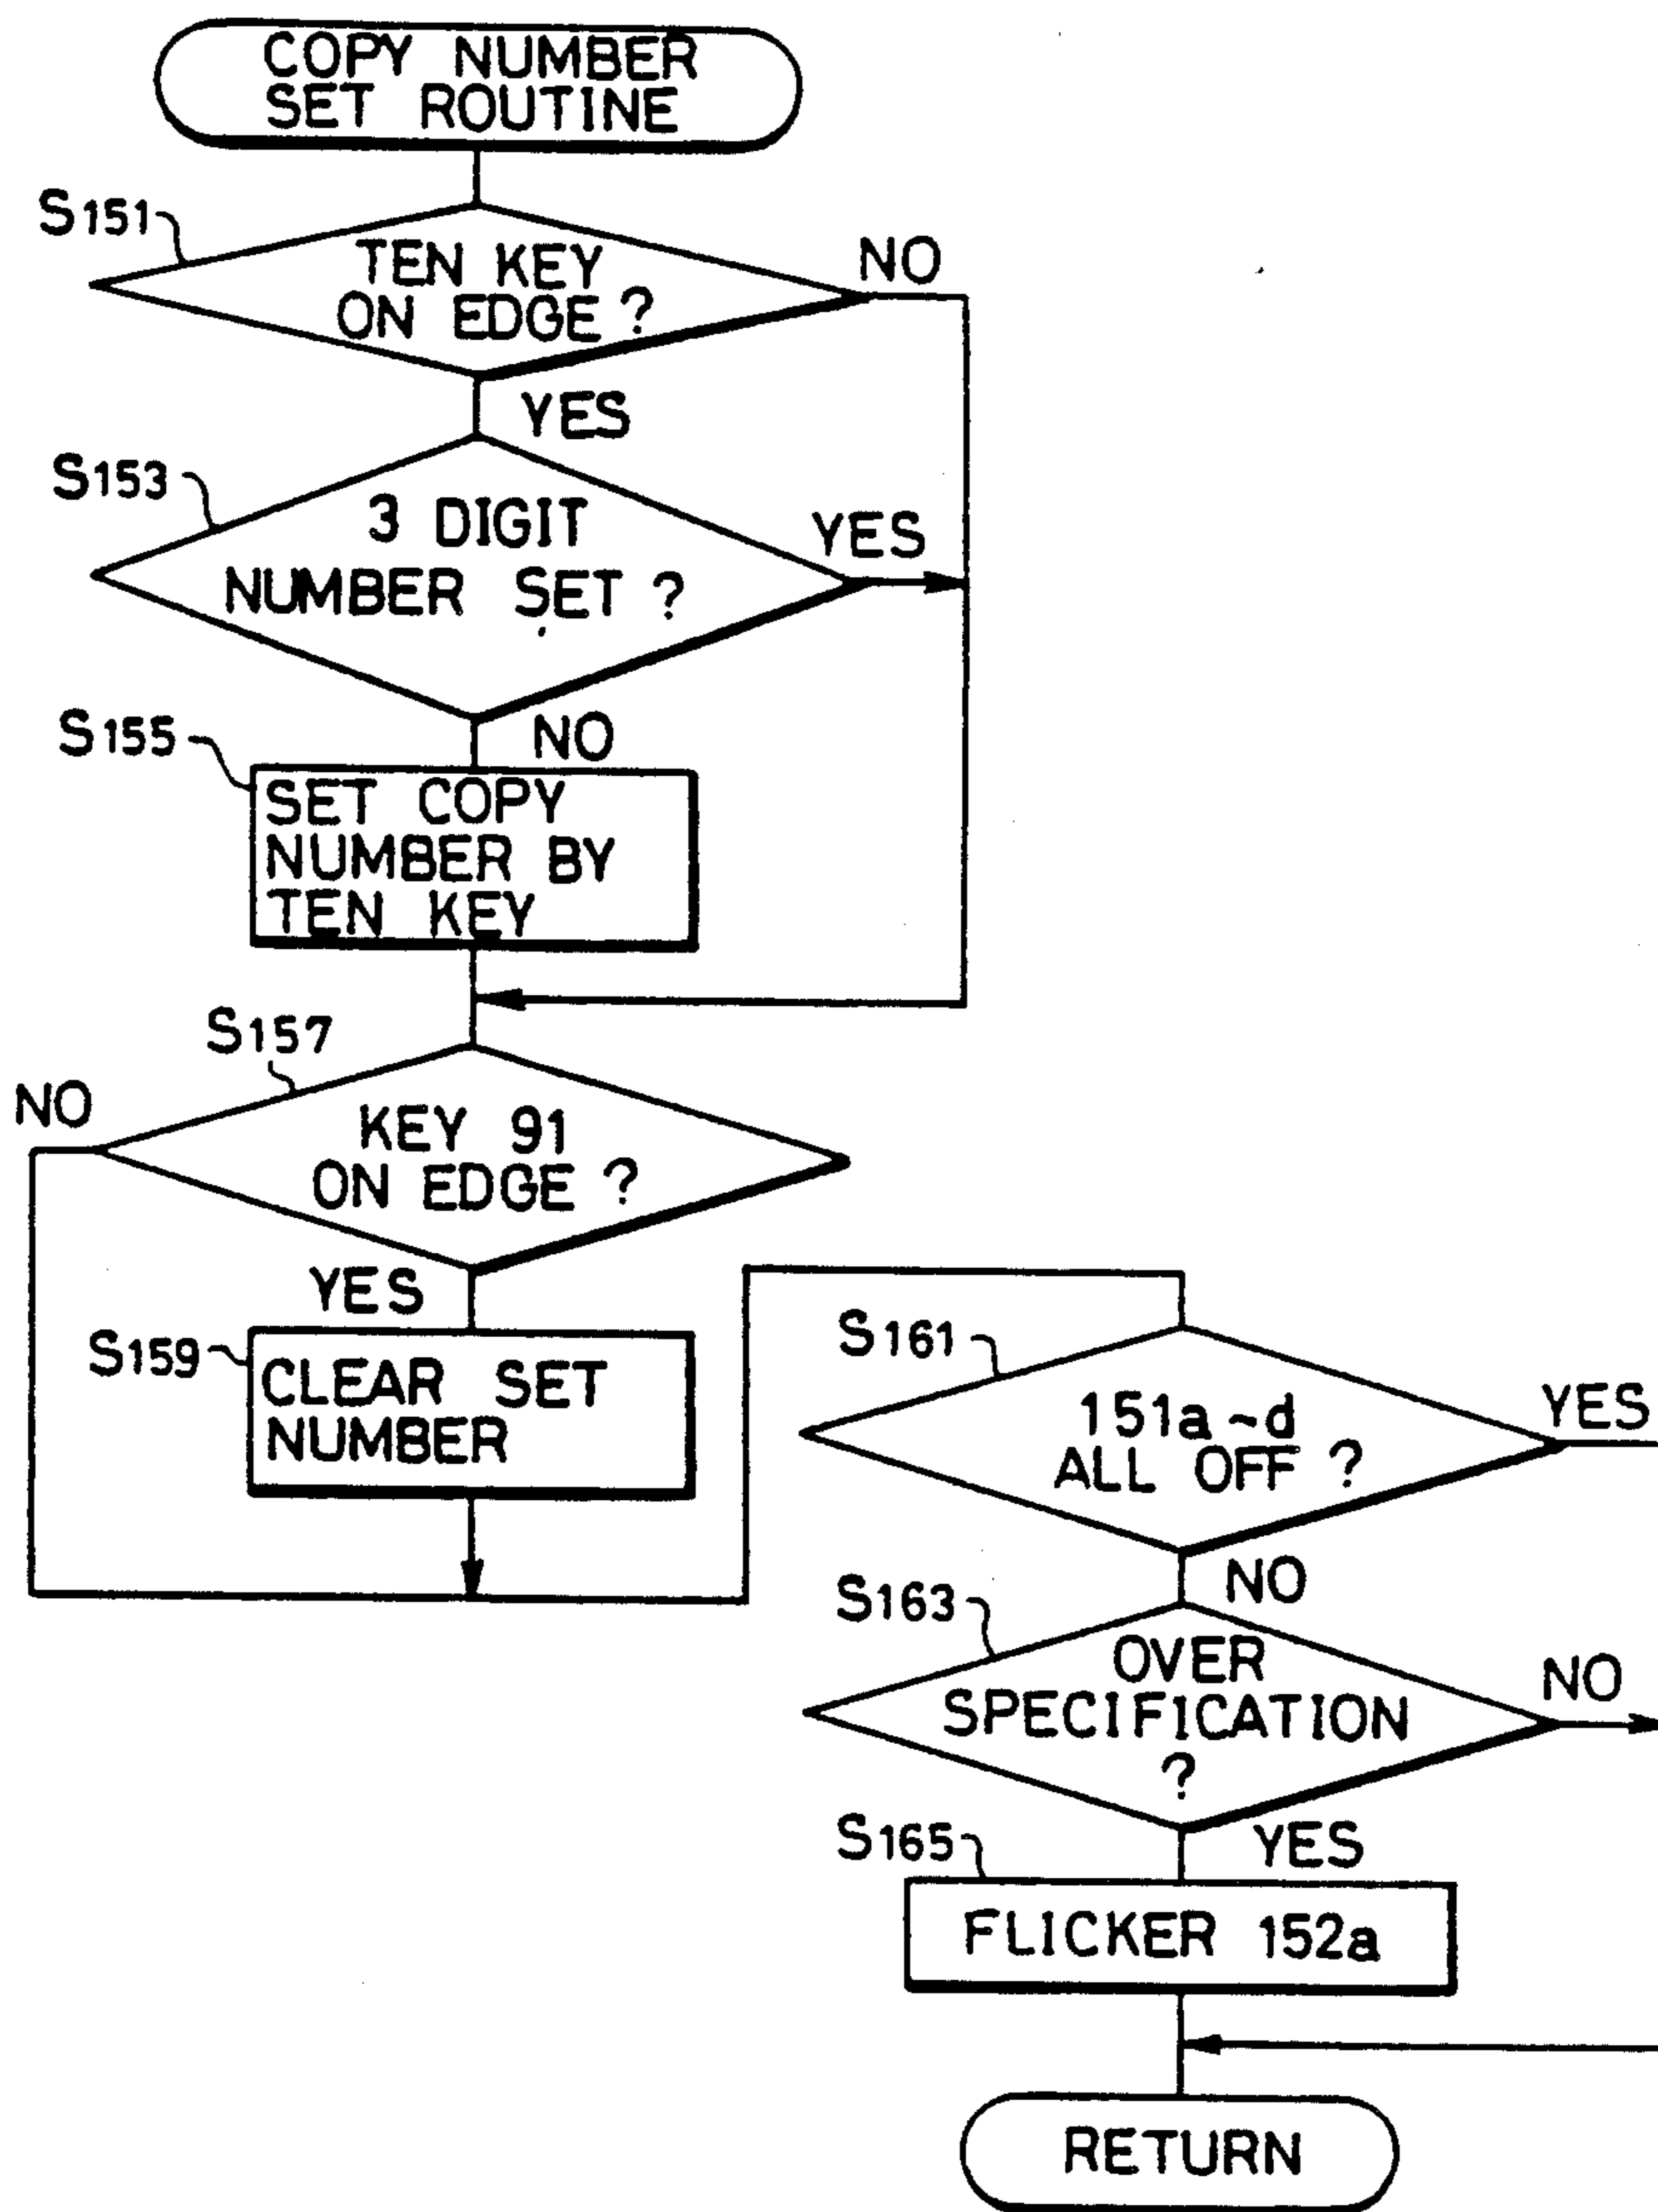 COPY NUMBER
SET ROUTINE
S151
TEN KEY
ON EDGE ?
NO
YES
S153
3 DIGIT
NUMBER SET ?
YES
NO
S155
SET COPY
NUMBER BY
TEN KEY
S157
NO
KEY 91
ON EDGE ?
YES
S159
CLEAR SET
NUMBER
S161
151a~d
ALL OFF ?
YES
NO
S163
OVER
SPECIFICATION
?
NO
YES
S165
FLICKER 152a
RETURN